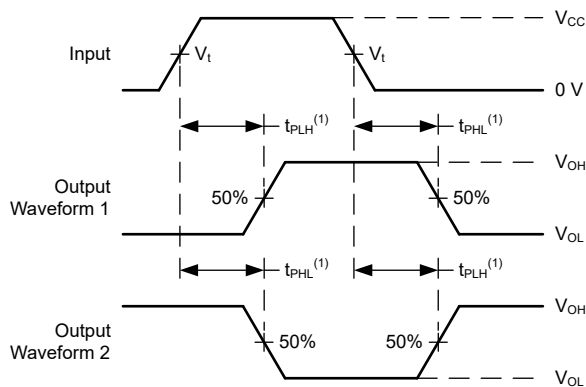 V_CC
Input
V_t
V_t
0 V
t_PLH^(1)
t_PHL^(1)
V_OH
Output
Waveform 1
50%
50%
V_OL
t_PHL^(1)
t_PLH^(1)
V_OH
Output
Waveform 2
50%
50%
V_OL